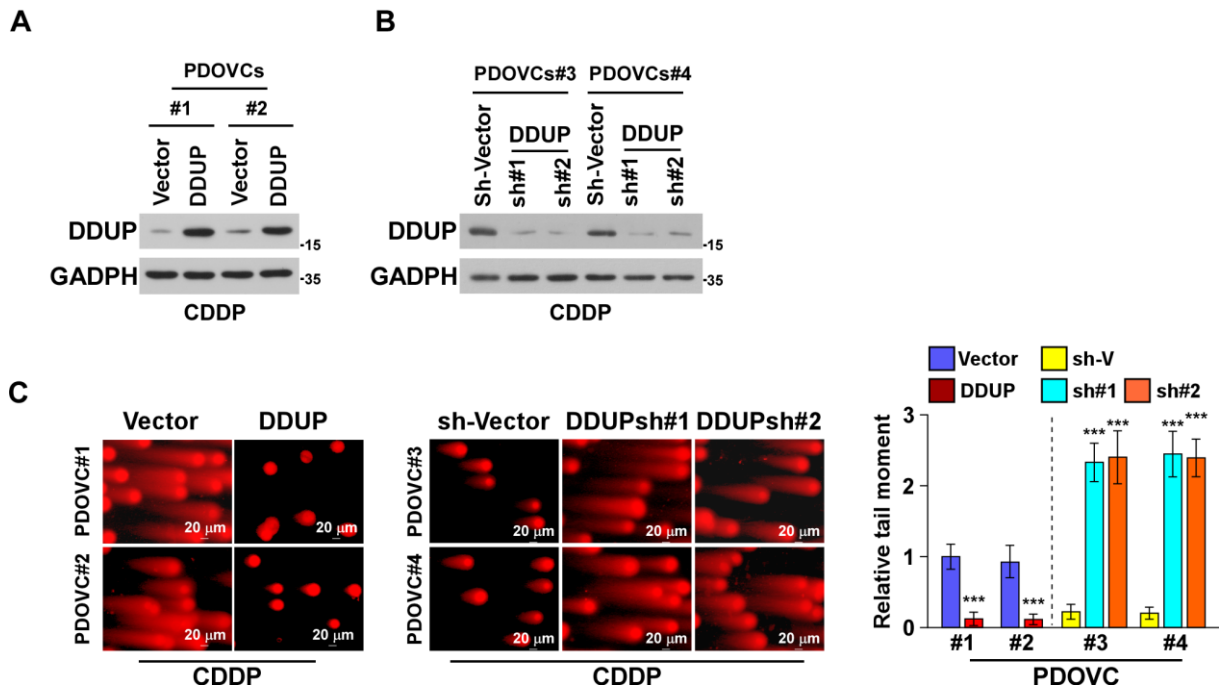 A
PDOVCs
#1 #2
Vector DDUP Vector DDUP
DDUP
-15
GADPH
-35
CDDP
B
PDOVCs#3 PDOVCs#4
Sh-Vector DDUP sh#1 sh#2 Sh-Vector DDUP sh#1 sh#2
DDUP
-15
GADPH
-35
CDDP
C
Vector DDUP
PDOVC#1
20 μm 20 μm
PDOVC#2
20 μm 20 μm
CDDP
sh-Vector DDUPsh#1 DDUPsh#2
PDOVC#3
20 μm 20 μm 20 μm
PDOVC#4
20 μm 20 μm 20 μm
CDDP
Vector sh-V
DDUP sh#1 sh#2
Relative tail moment
3
2
1
0
*** *** *** *** *** ***
#1 #2 #3 #4
PDOVC